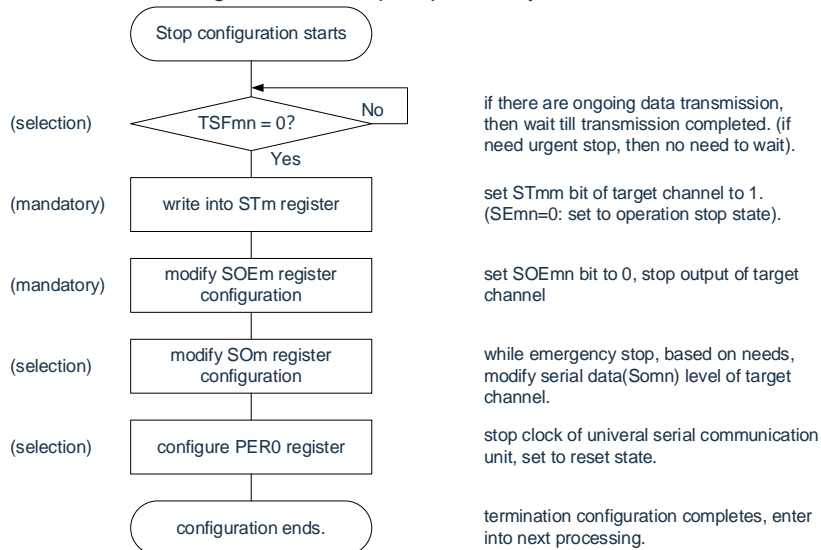 Stop configuration starts
No
(selection)
TSFmn = 0?
if there are ongoing data transmission,
then wait till transmission completed. (if
need urgent stop, then no need to wait).
Yes
(mandatory)
write into STm register
set STmm bit of target channel to 1.
(SEmn=0: set to operation stop state).
(mandatory)
modify SOEm register
configuration
set SOEmn bit to 0, stop output of target
channel
(selection)
modify SOm register
configuration
while emergency stop, based on needs,
modify serial data(Somn) level of target
channel.
(selection)
configure PER0 register
stop clock of univeral serial communication
unit, set to reset state.
configuration ends.
termination configuration completes, enter
into next processing.